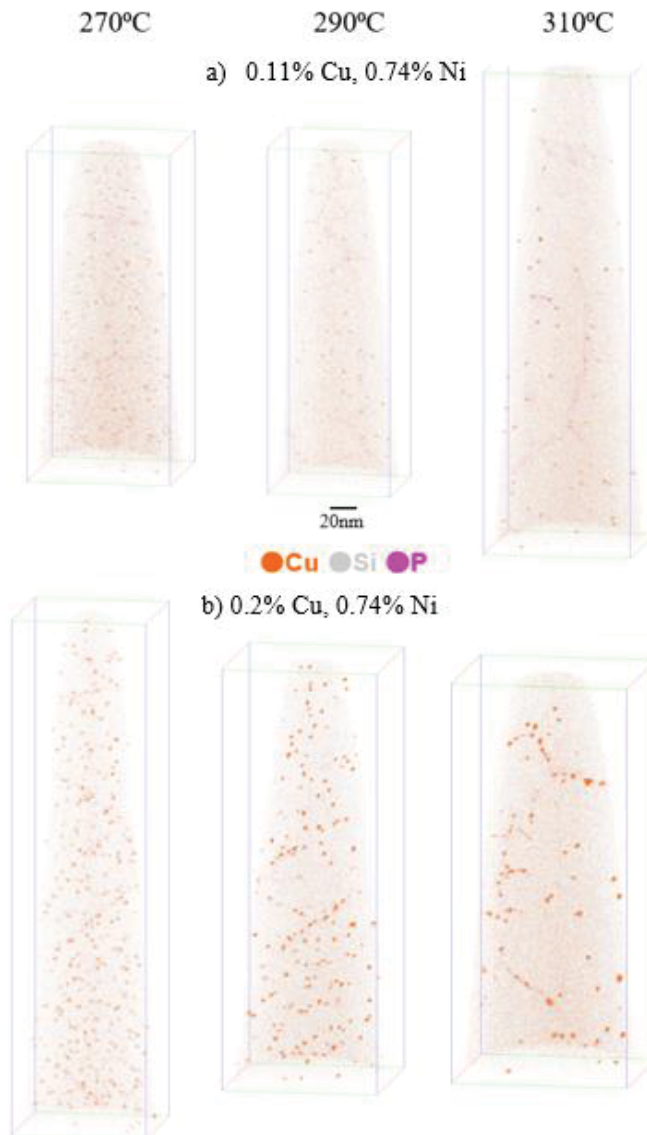 270ºC 290ºC 310ºC
a) 0.11% Cu, 0.74% Ni
20nm
Cu Si P
b) 0.2% Cu, 0.74% Ni